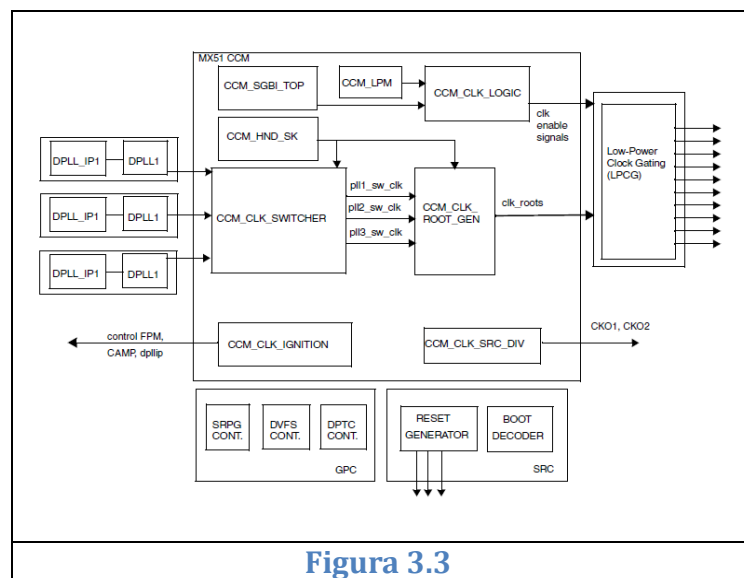 MX51 CCM
CCM_SGBI_TOP
CCM_LPM
CCM_CLK_LOGIC
clk
enable
signals
CCM_HND_SK
DPLL_IP1
DPLL1
DPLL_IP1
DPLL1
DPLL_IP1
DPLL1
CCM_CLK_SWITCHER
pll1_sw_clk
pll2_sw_clk
pll3_sw_clk
CCM_CLK_
ROOT_GEN
clk_roots
Low-Power
Clock Gating
(LPCG)
control FPM,
CAMP, dpllip
CCM_CLK_IGNITION
CCM_CLK_SRC_DIV
CKO1, CKO2
SRPG
CONT.
DVFS
CONT.
DPTC
CONT.
GPC
RESET
GENERATOR
BOOT
DECODER
SRC
Figura 3.3